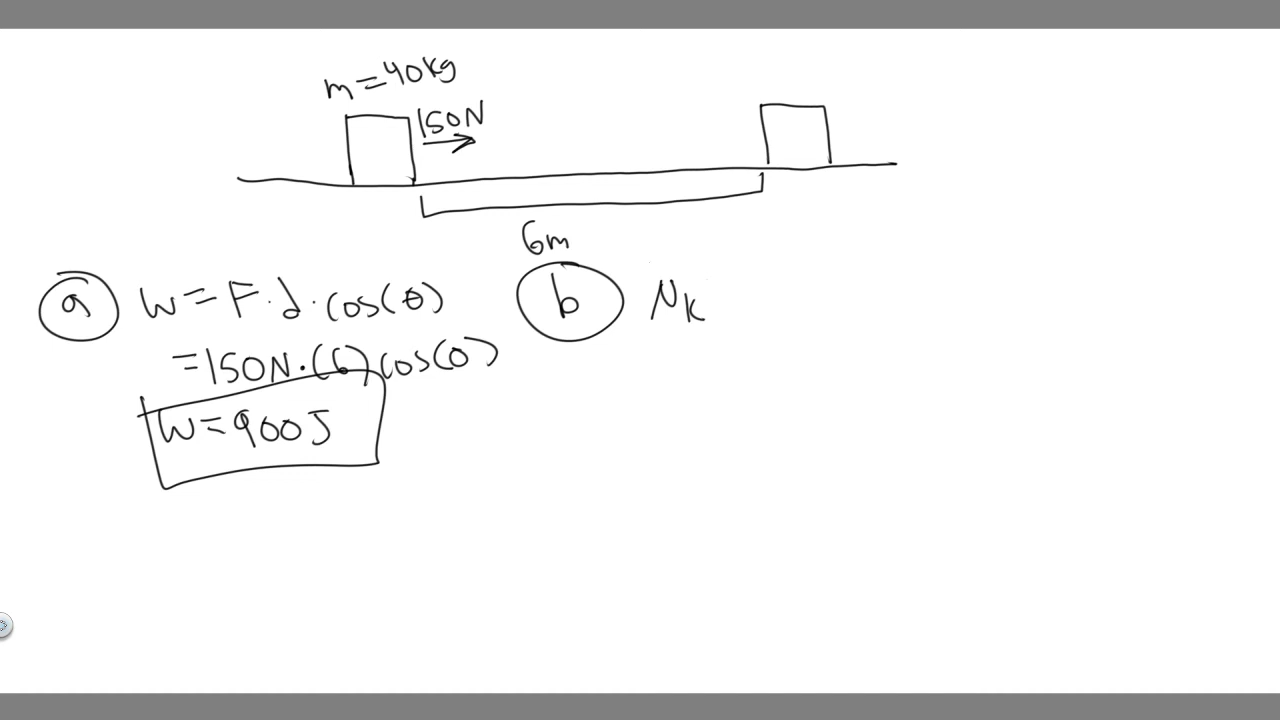 m=40kg
150N
6m
a W=F·d·cos(θ)
=150N·(6)cos(0)
W=900J
b μk